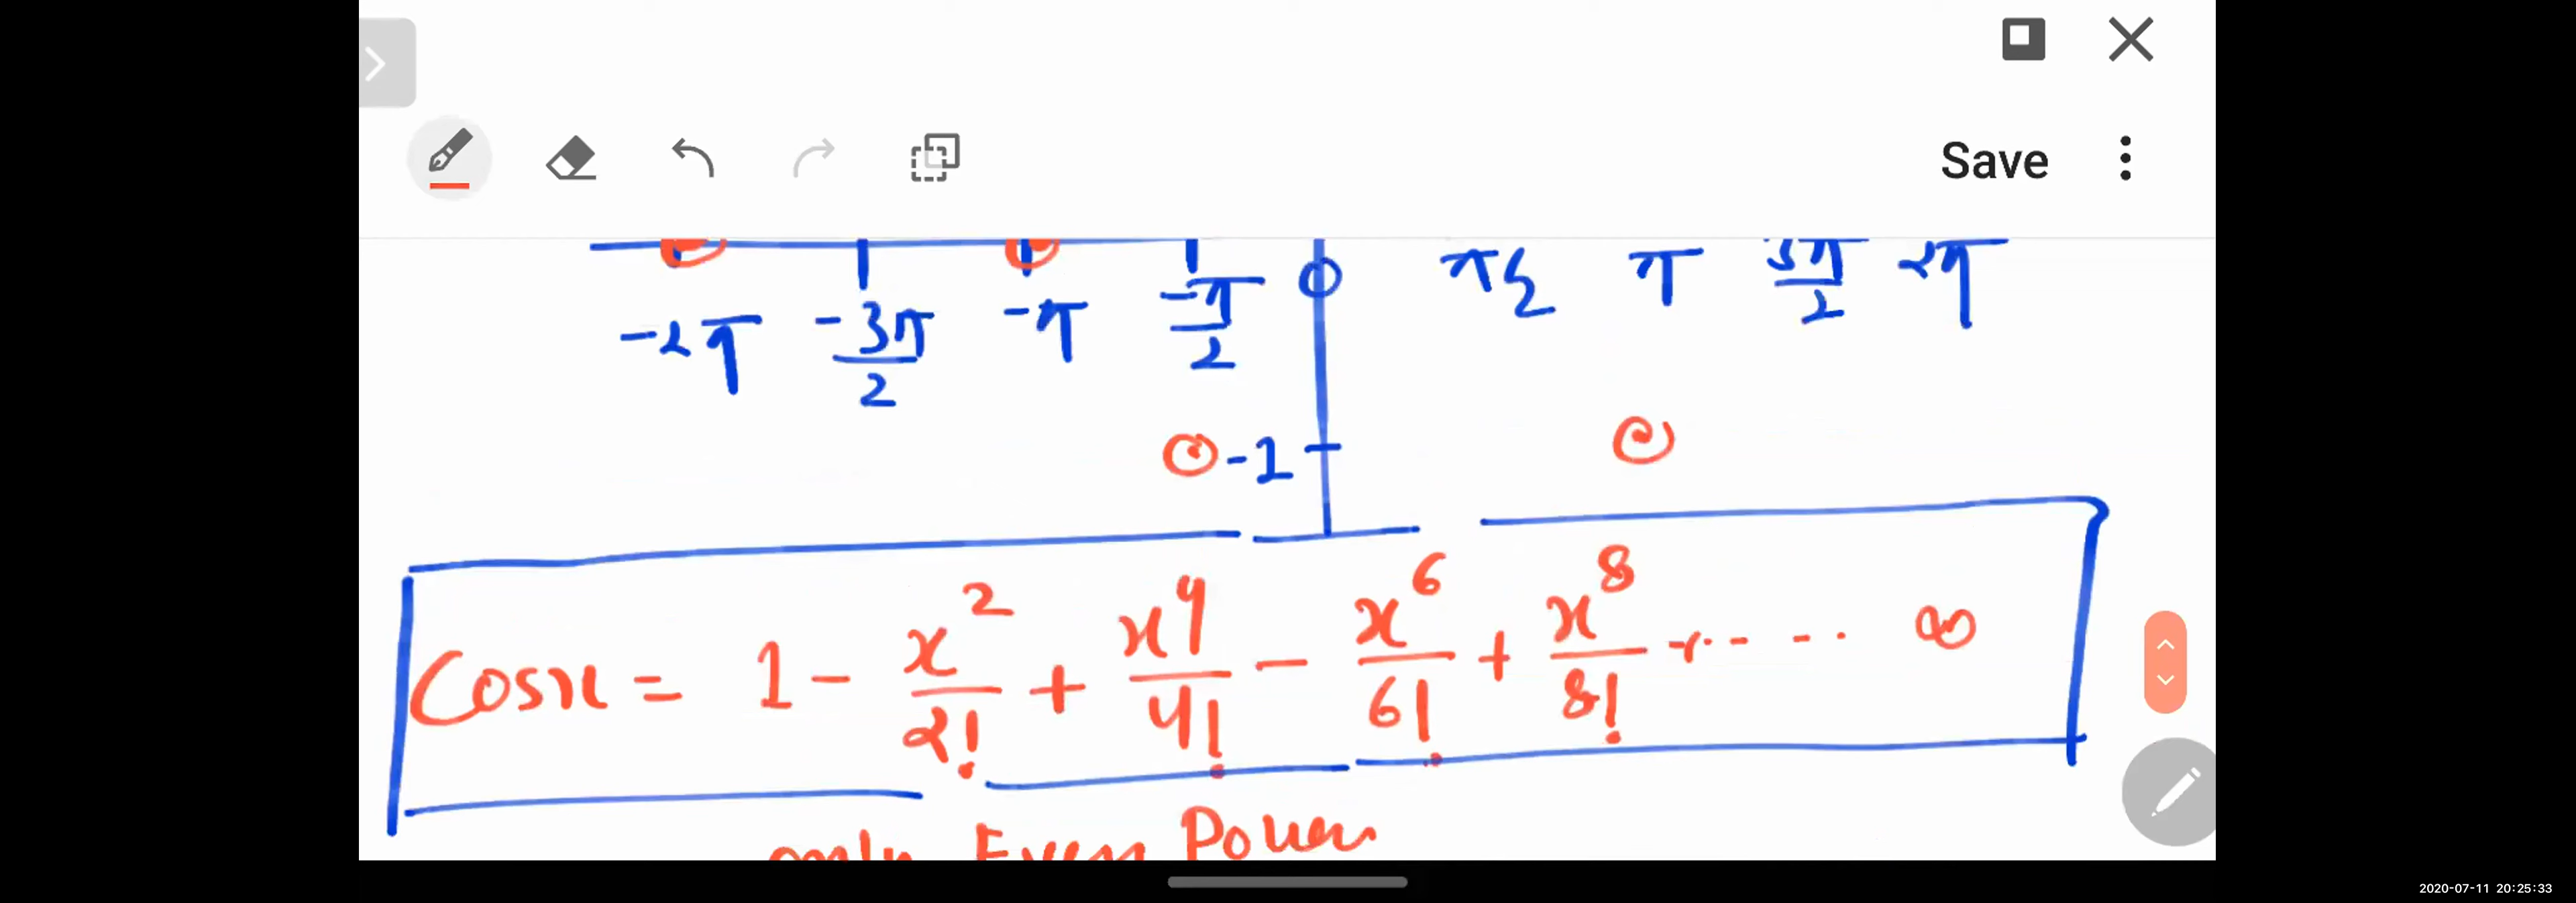 Save
-2π -3π/2 -π -π/2 0 π/2 π 3π/2 2π
-1
Cosx = 1 - x²/2! + x⁴/4! - x⁶/6! + x⁸/8! + ---- ∞
only Even Power
2020-07-11 20:25:33